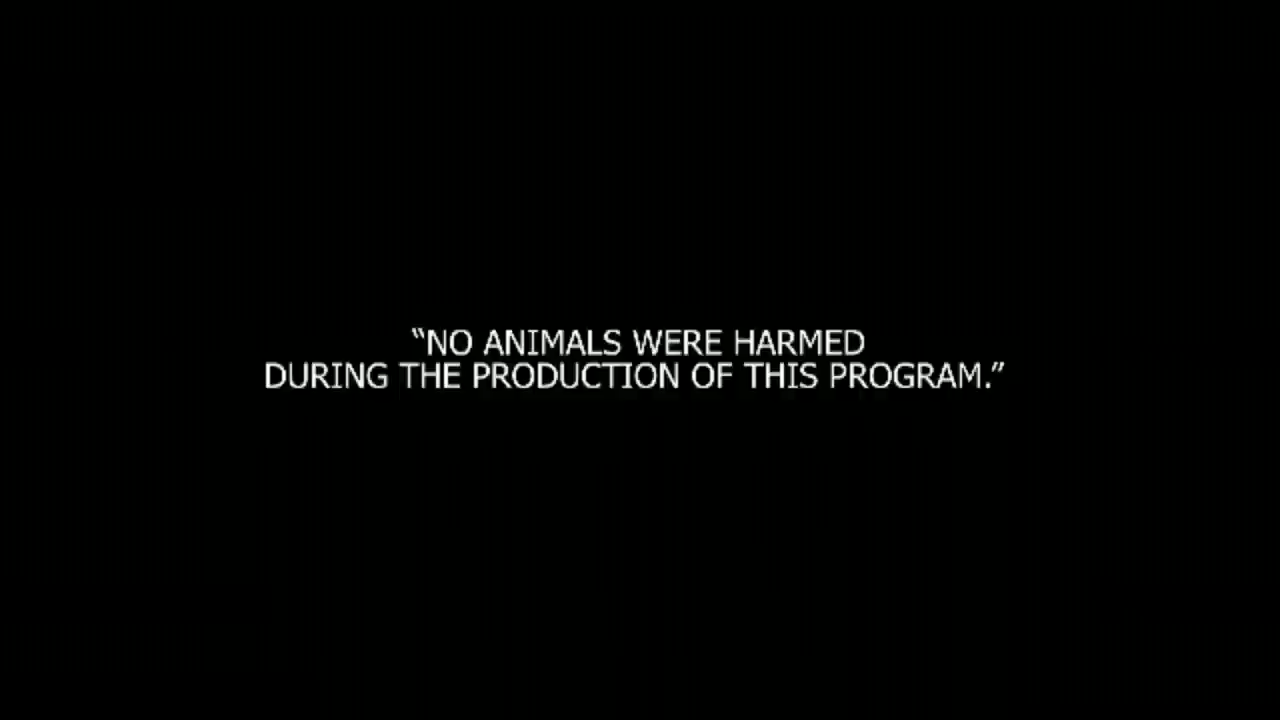 “NO ANIMALS WERE HARMED
DURING THE PRODUCTION OF THIS PROGRAM.”